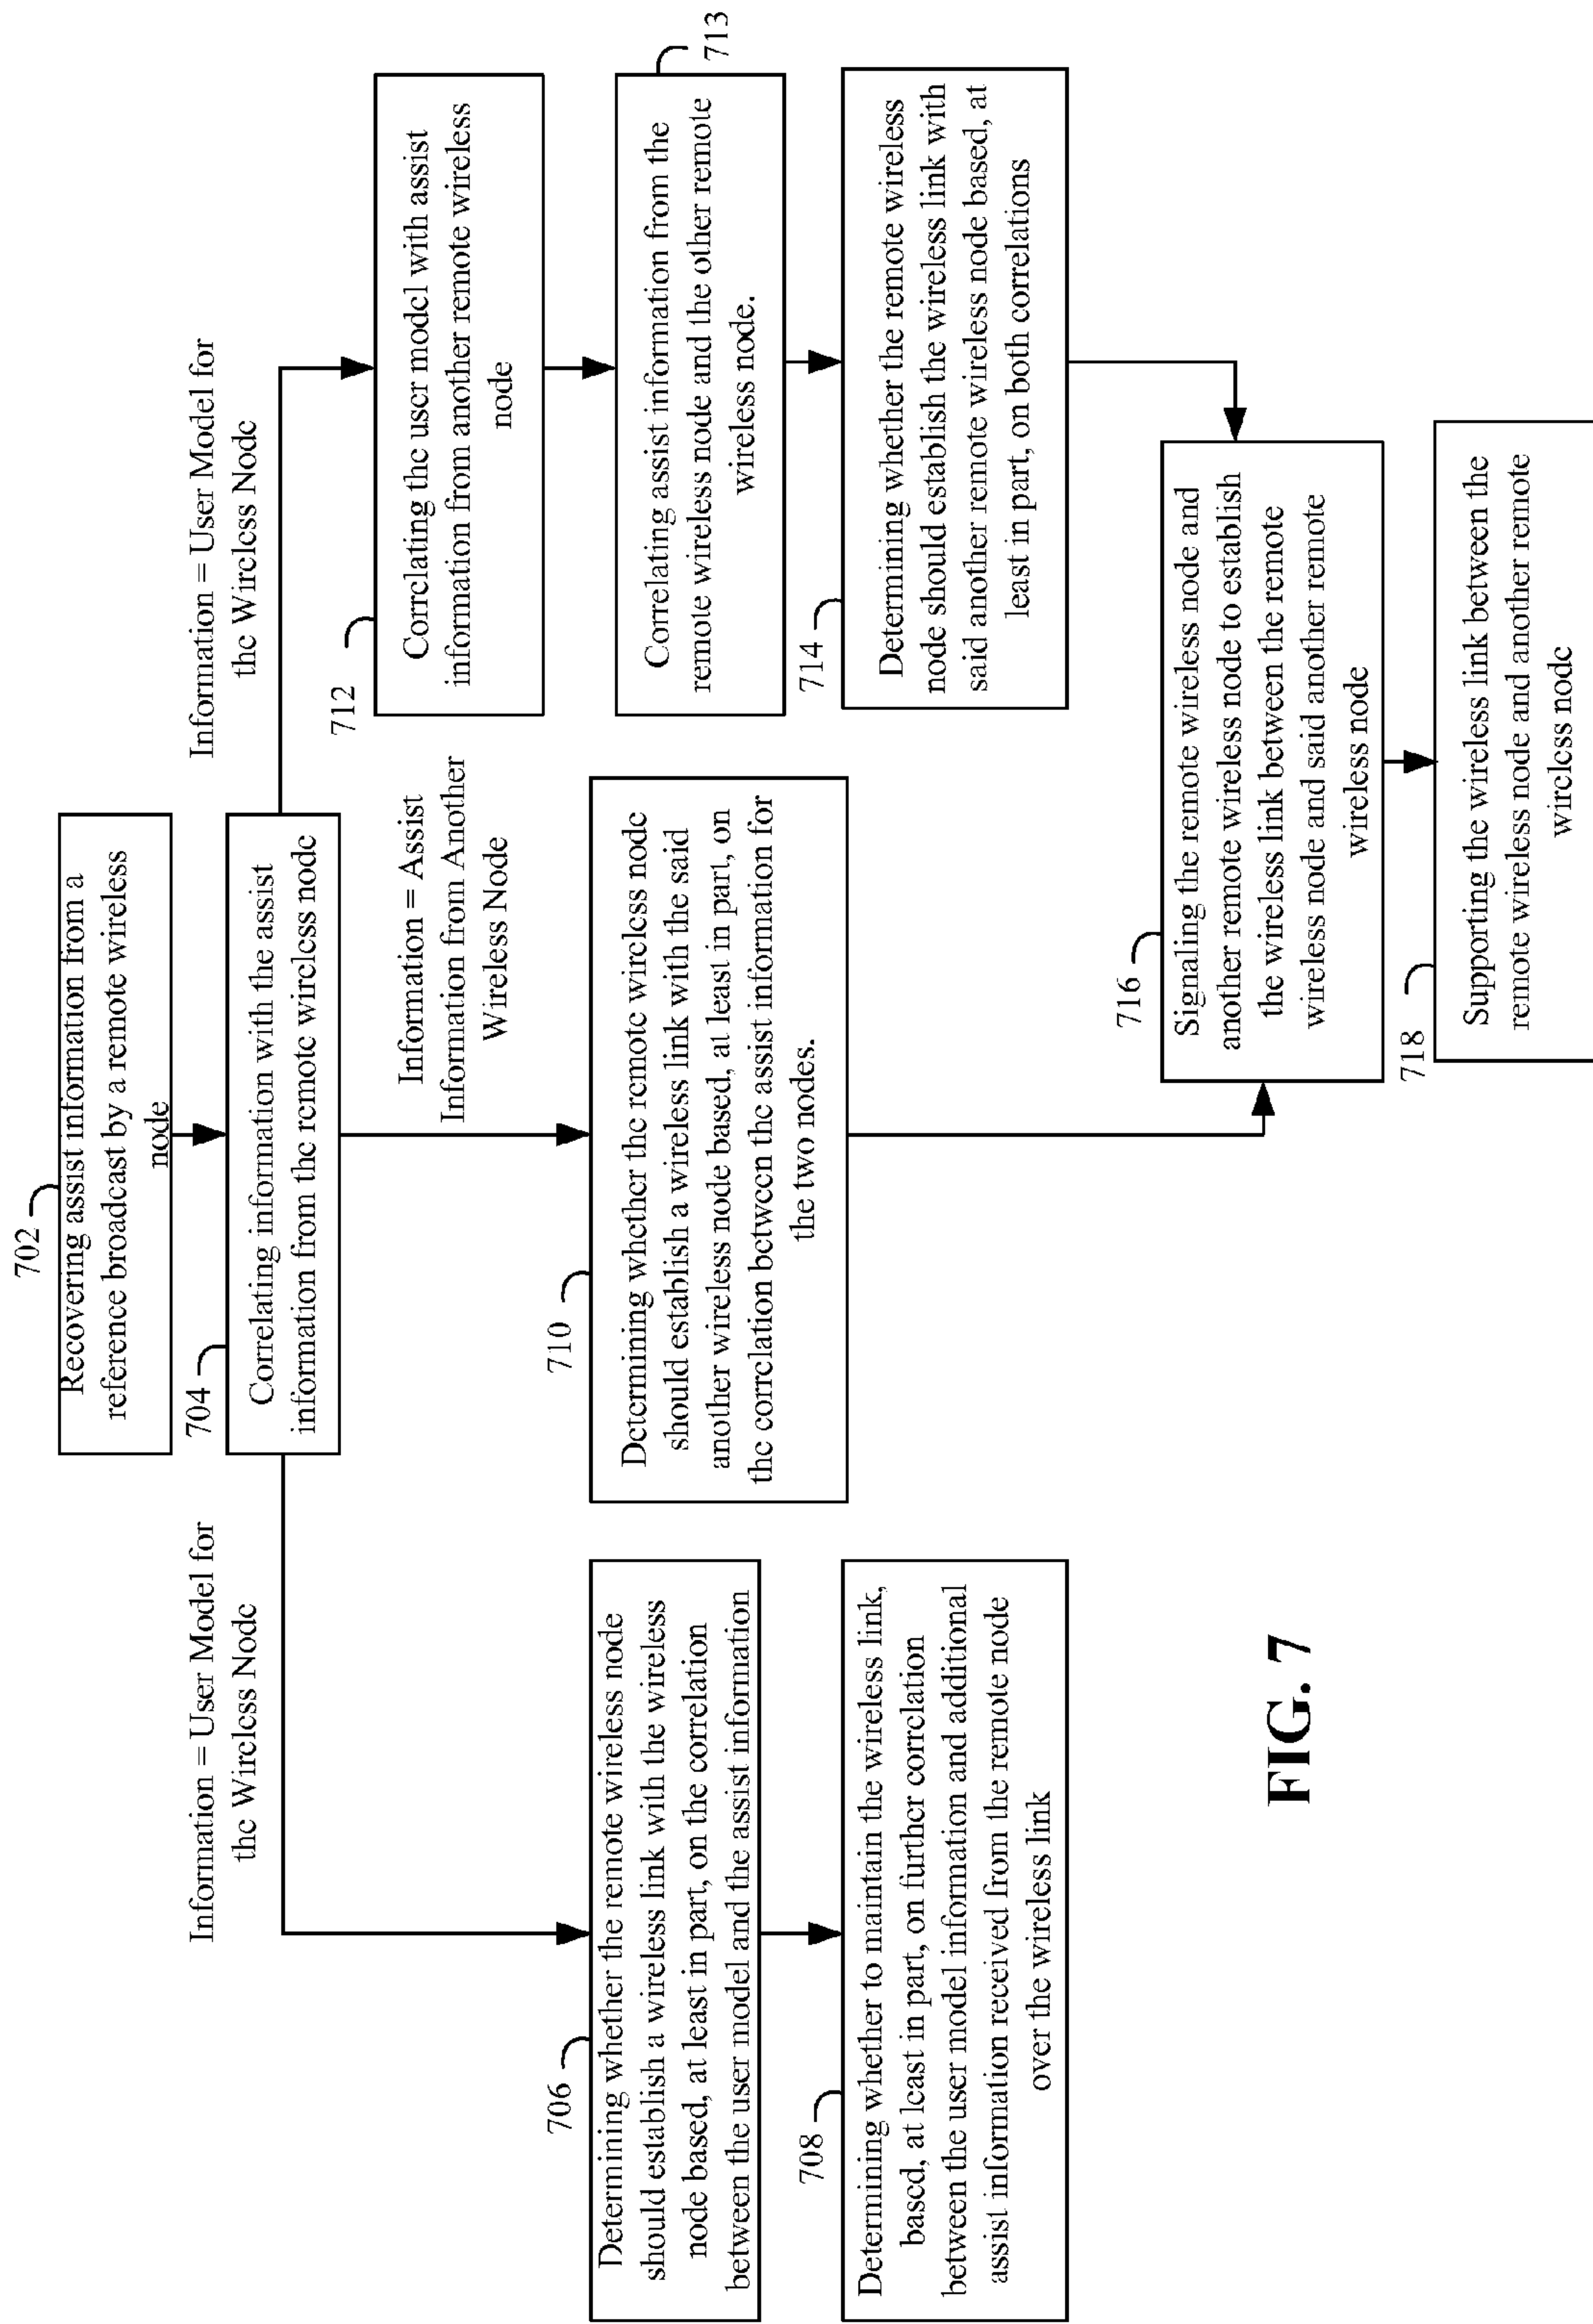 702
Recovering assist information from a
reference broadcast by a remote wireless
node
704
Correlating information with the assist
information from the remote wireless node
Information = User Model for
the Wireless Node
706
Determining whether the remote wireless node
should establish a wireless link with the wireless
node based, at least in part, on the correlation
between the user model and the assist information
708
Determining whether to maintain the wireless link,
based, at least in part, on further correlation
between the user model information and additional
assist information received from the remote node
over the wireless link
Information = Assist
Information from Another
Wireless Node
710
Determining whether the remote wireless node
should establish a wireless link with the said
another wireless node based, at least in part, on
the correlation between the assist information for
the two nodes.
Information = User Model for
the Wireless Node
712
Correlating the user model with assist
information from another remote wireless
node
713
Correlating assist information from the
remote wireless node and the other remote
wireless node.
714
Determining whether the remote wireless
node should establish the wireless link with
said another remote wireless node based, at
least in part, on both correlations
716
Signaling the remote wireless node and
another remote wireless node to establish
the wireless link between the remote
wireless node and said another remote
wireless node
718
Supporting the wireless link between the
remote wireless node and another remote
wireless node
FIG. 7